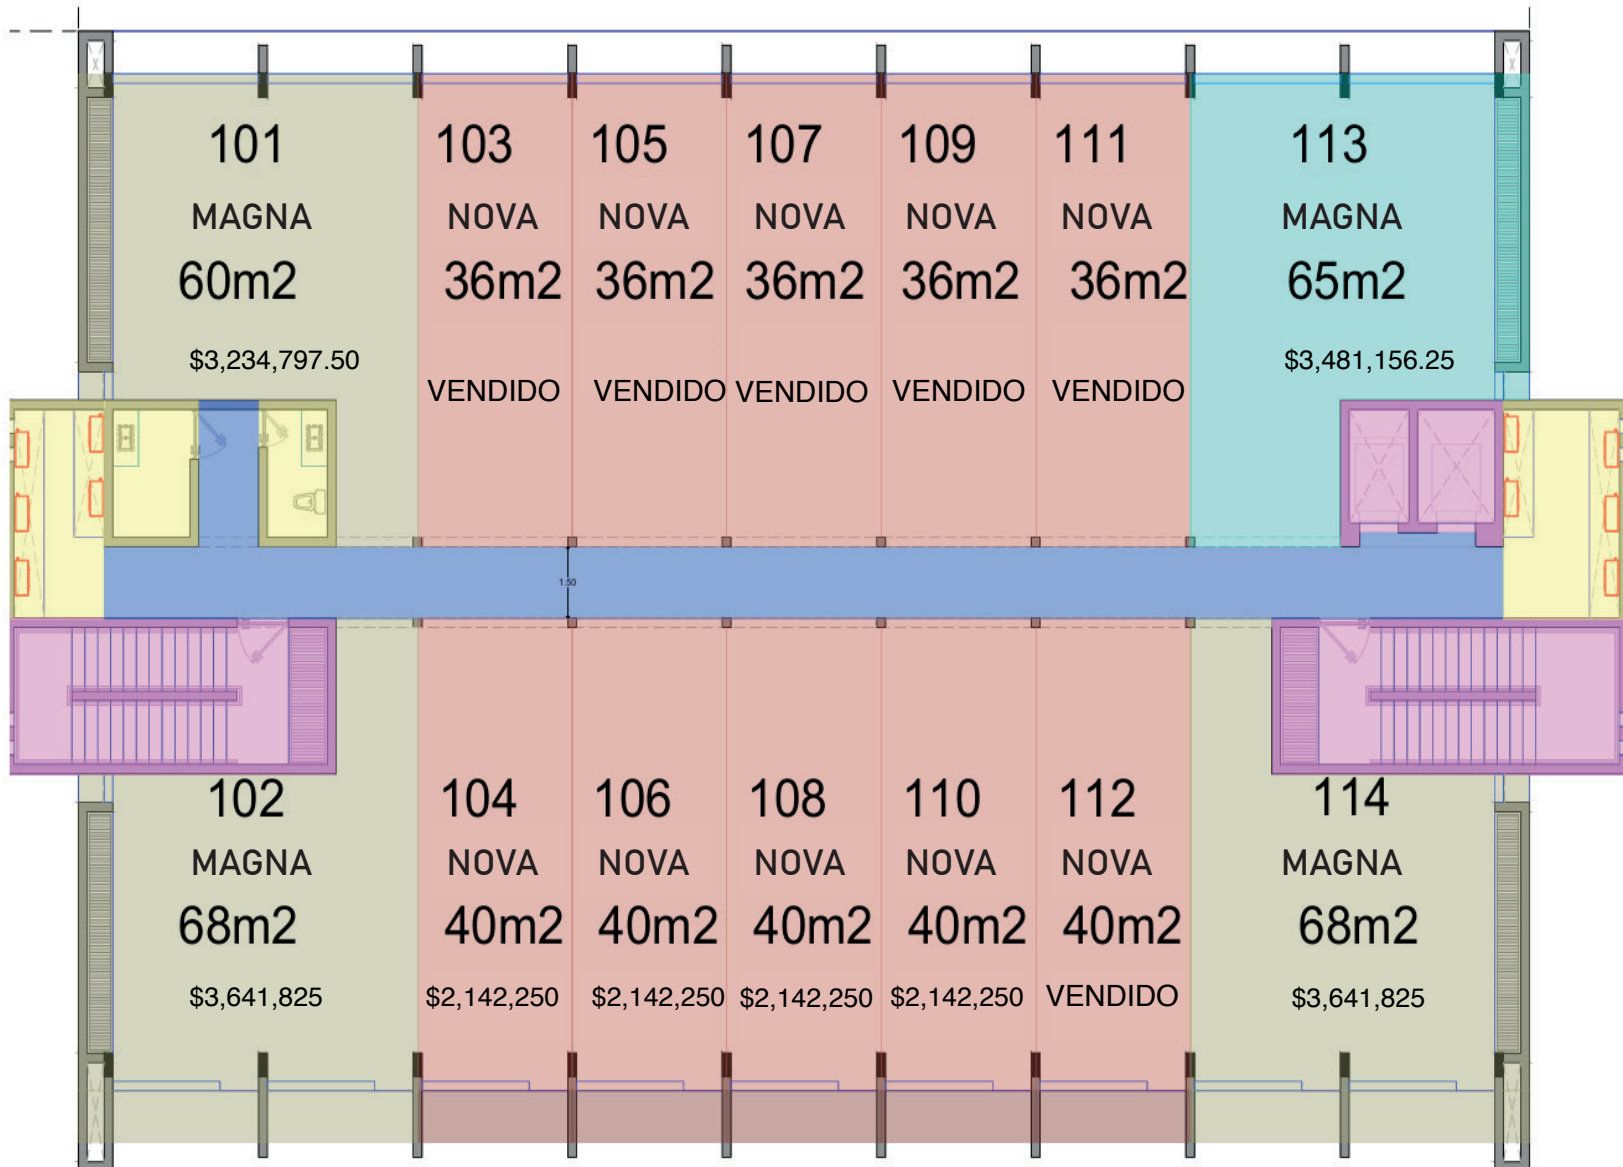 101 103 105 107 109 111 113
MAGNA NOVA NOVA NOVA NOVA NOVA MAGNA
60m2 36m2 36m2 36m2 36m2 36m2 65m2
$3,234,797.50 $3,481,156.25
VENDIDO VENDIDO VENDIDO VENDIDO VENDIDO
1.50
102 104 106 108 110 112 114
MAGNA NOVA NOVA NOVA NOVA NOVA MAGNA
68m2 40m2 40m2 40m2 40m2 40m2 68m2
$3,641,825 $2,142,250 $2,142,250 $2,142,250 $2,142,250 VENDIDO $3,641,825